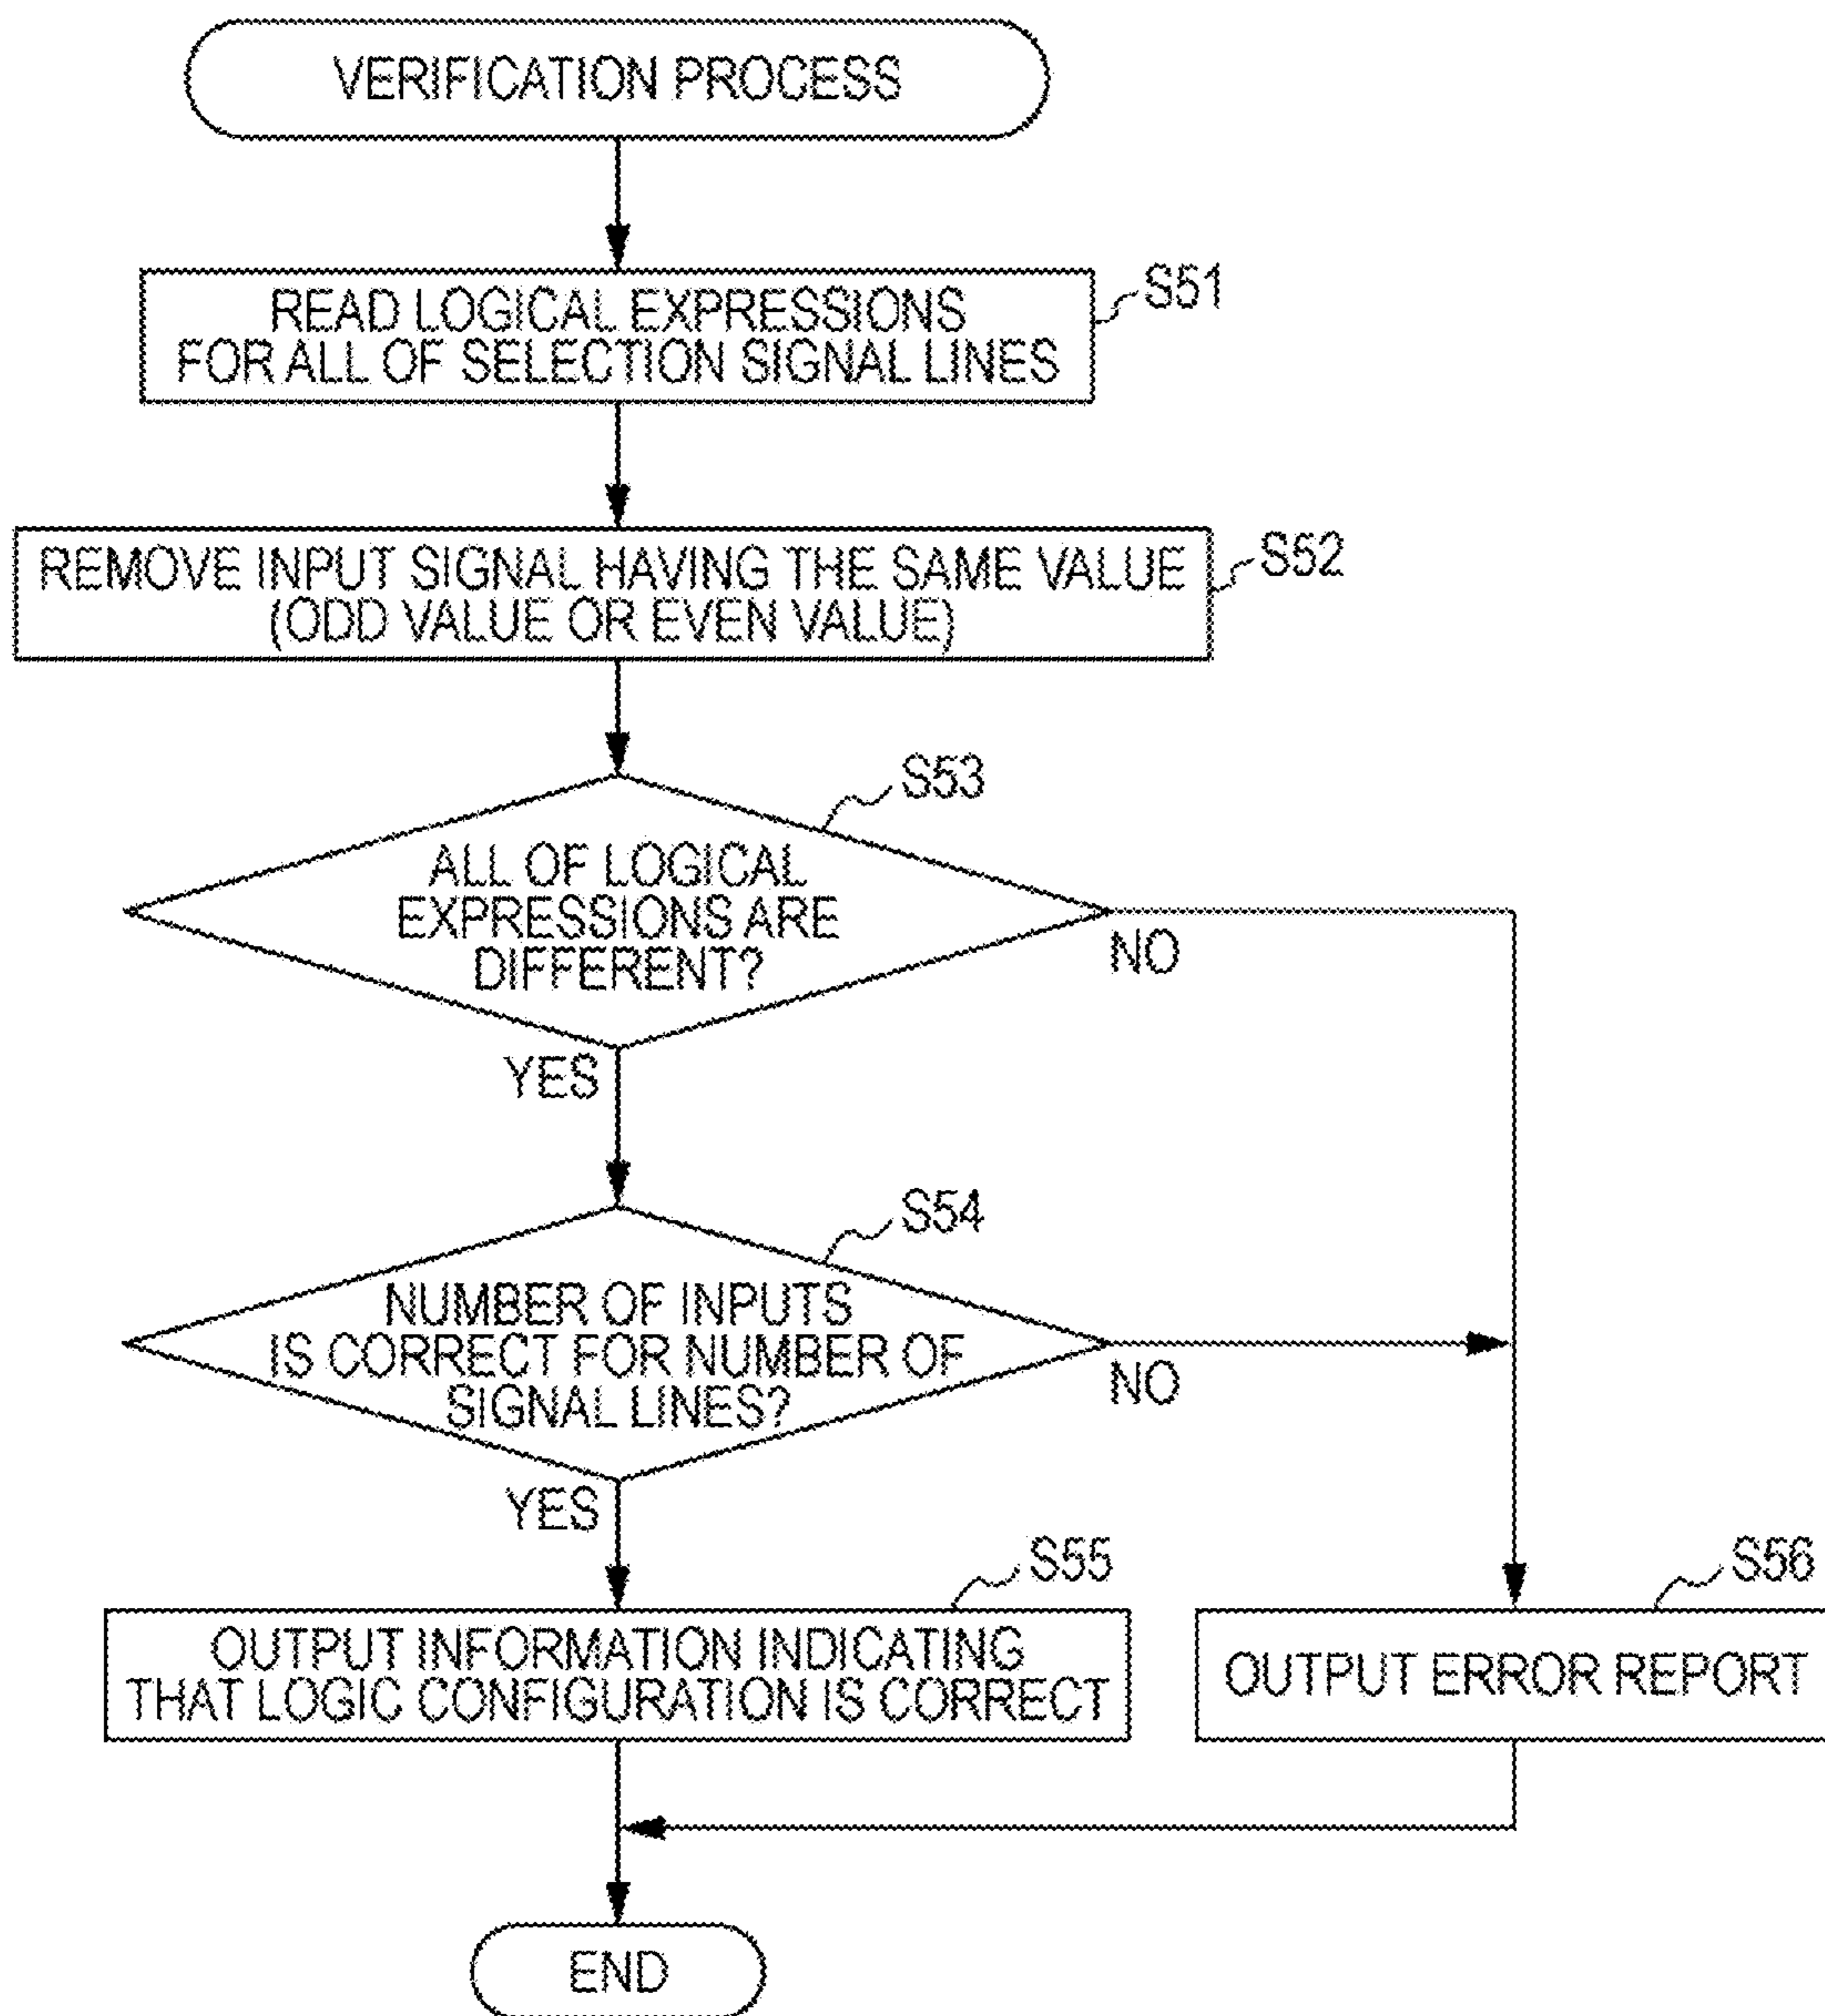 VERIFICATION PROCESS
READ LOGICAL EXPRESSIONS
FOR ALL OF SELECTION SIGNAL LINES
S51
REMOVE INPUT SIGNAL HAVING THE SAME VALUE
(ODD VALUE OR EVEN VALUE)
S52
S53
ALL OF LOGICAL
EXPRESSIONS ARE
DIFFERENT?
NO
YES
S54
NUMBER OF INPUTS
IS CORRECT FOR NUMBER OF
SIGNAL LINES?
NO
YES
S55
OUTPUT INFORMATION INDICATING
THAT LOGIC CONFIGURATION IS CORRECT
S56
OUTPUT ERROR REPORT
END